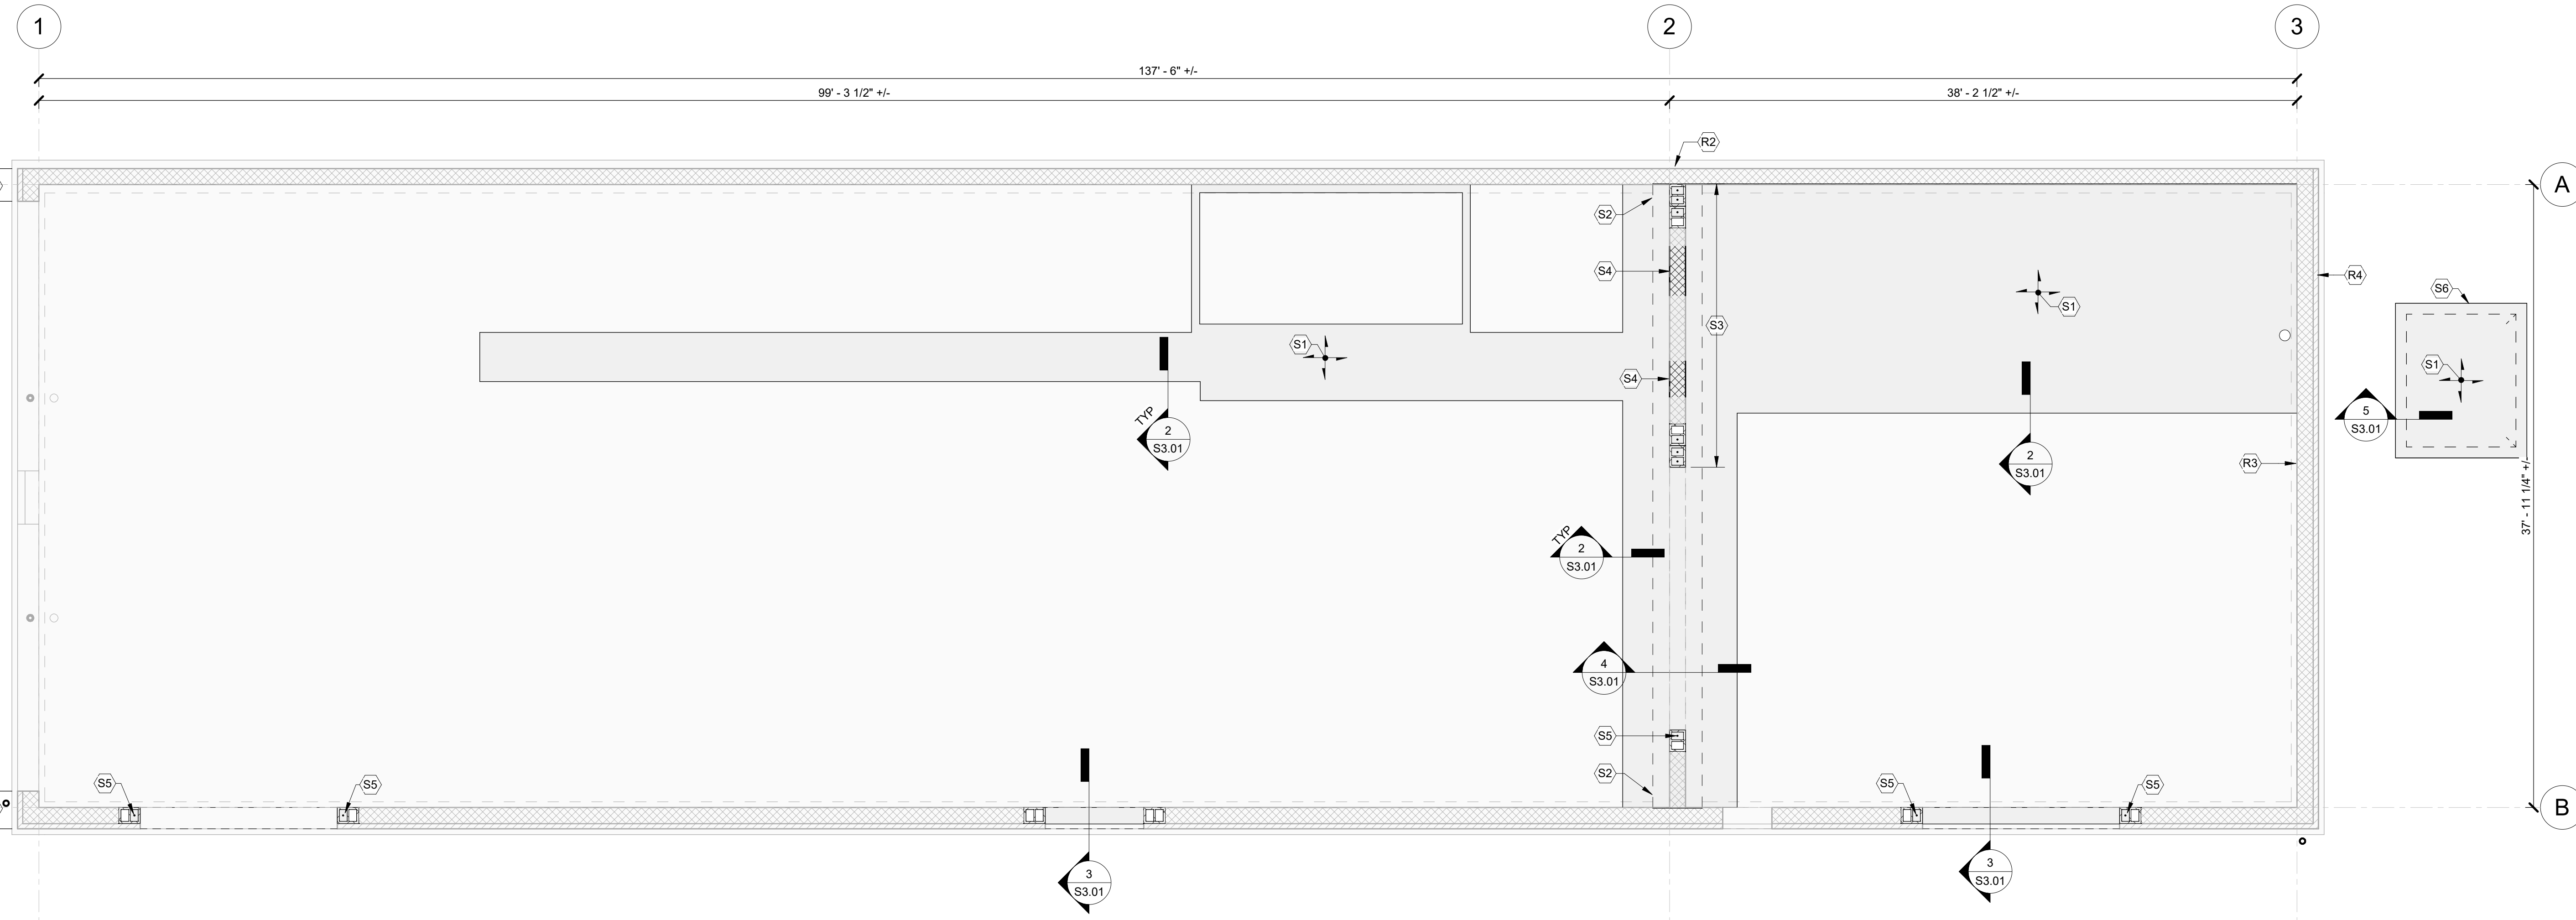 1
2
3
137' - 6" +/-
99' - 3 1/2" +/-
38' - 2 1/2" +/-
R2
A
S2
S4
R4
S1
S6
S3
S1
S1
S4
5
S3.01
TYP
2
S3.01
2
S3.01
R3
37' - 11 1/4" +/-
TYP
2
S3.01
4
S3.01
S5
S2
S5
S5
S5
S5
B
3
S3.01
3
S3.01